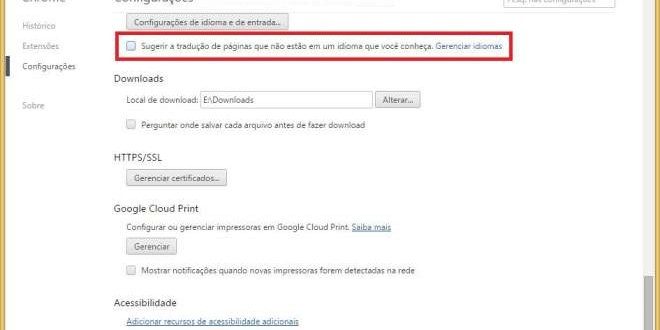 Chrome
Configurações
Pesq. nas configurações
Histórico
Extensões
Configurações
Sobre
Configurações de idioma e de entrada...
Sugerir a tradução de páginas que não estão em um idioma que você conheça. Gerenciar idiomas
Downloads
Local de download: E:\Downloads Alterar...
Perguntar onde salvar cada arquivo antes de fazer download
HTTPS/SSL
Gerenciar certificados...
Google Cloud Print
Configurar ou gerenciar impressoras em Google Cloud Print. Saiba mais
Gerenciar
Mostrar notificações quando novas impressoras forem detectadas na rede
Acessibilidade
Adicionar recursos de acessibilidade adicionais